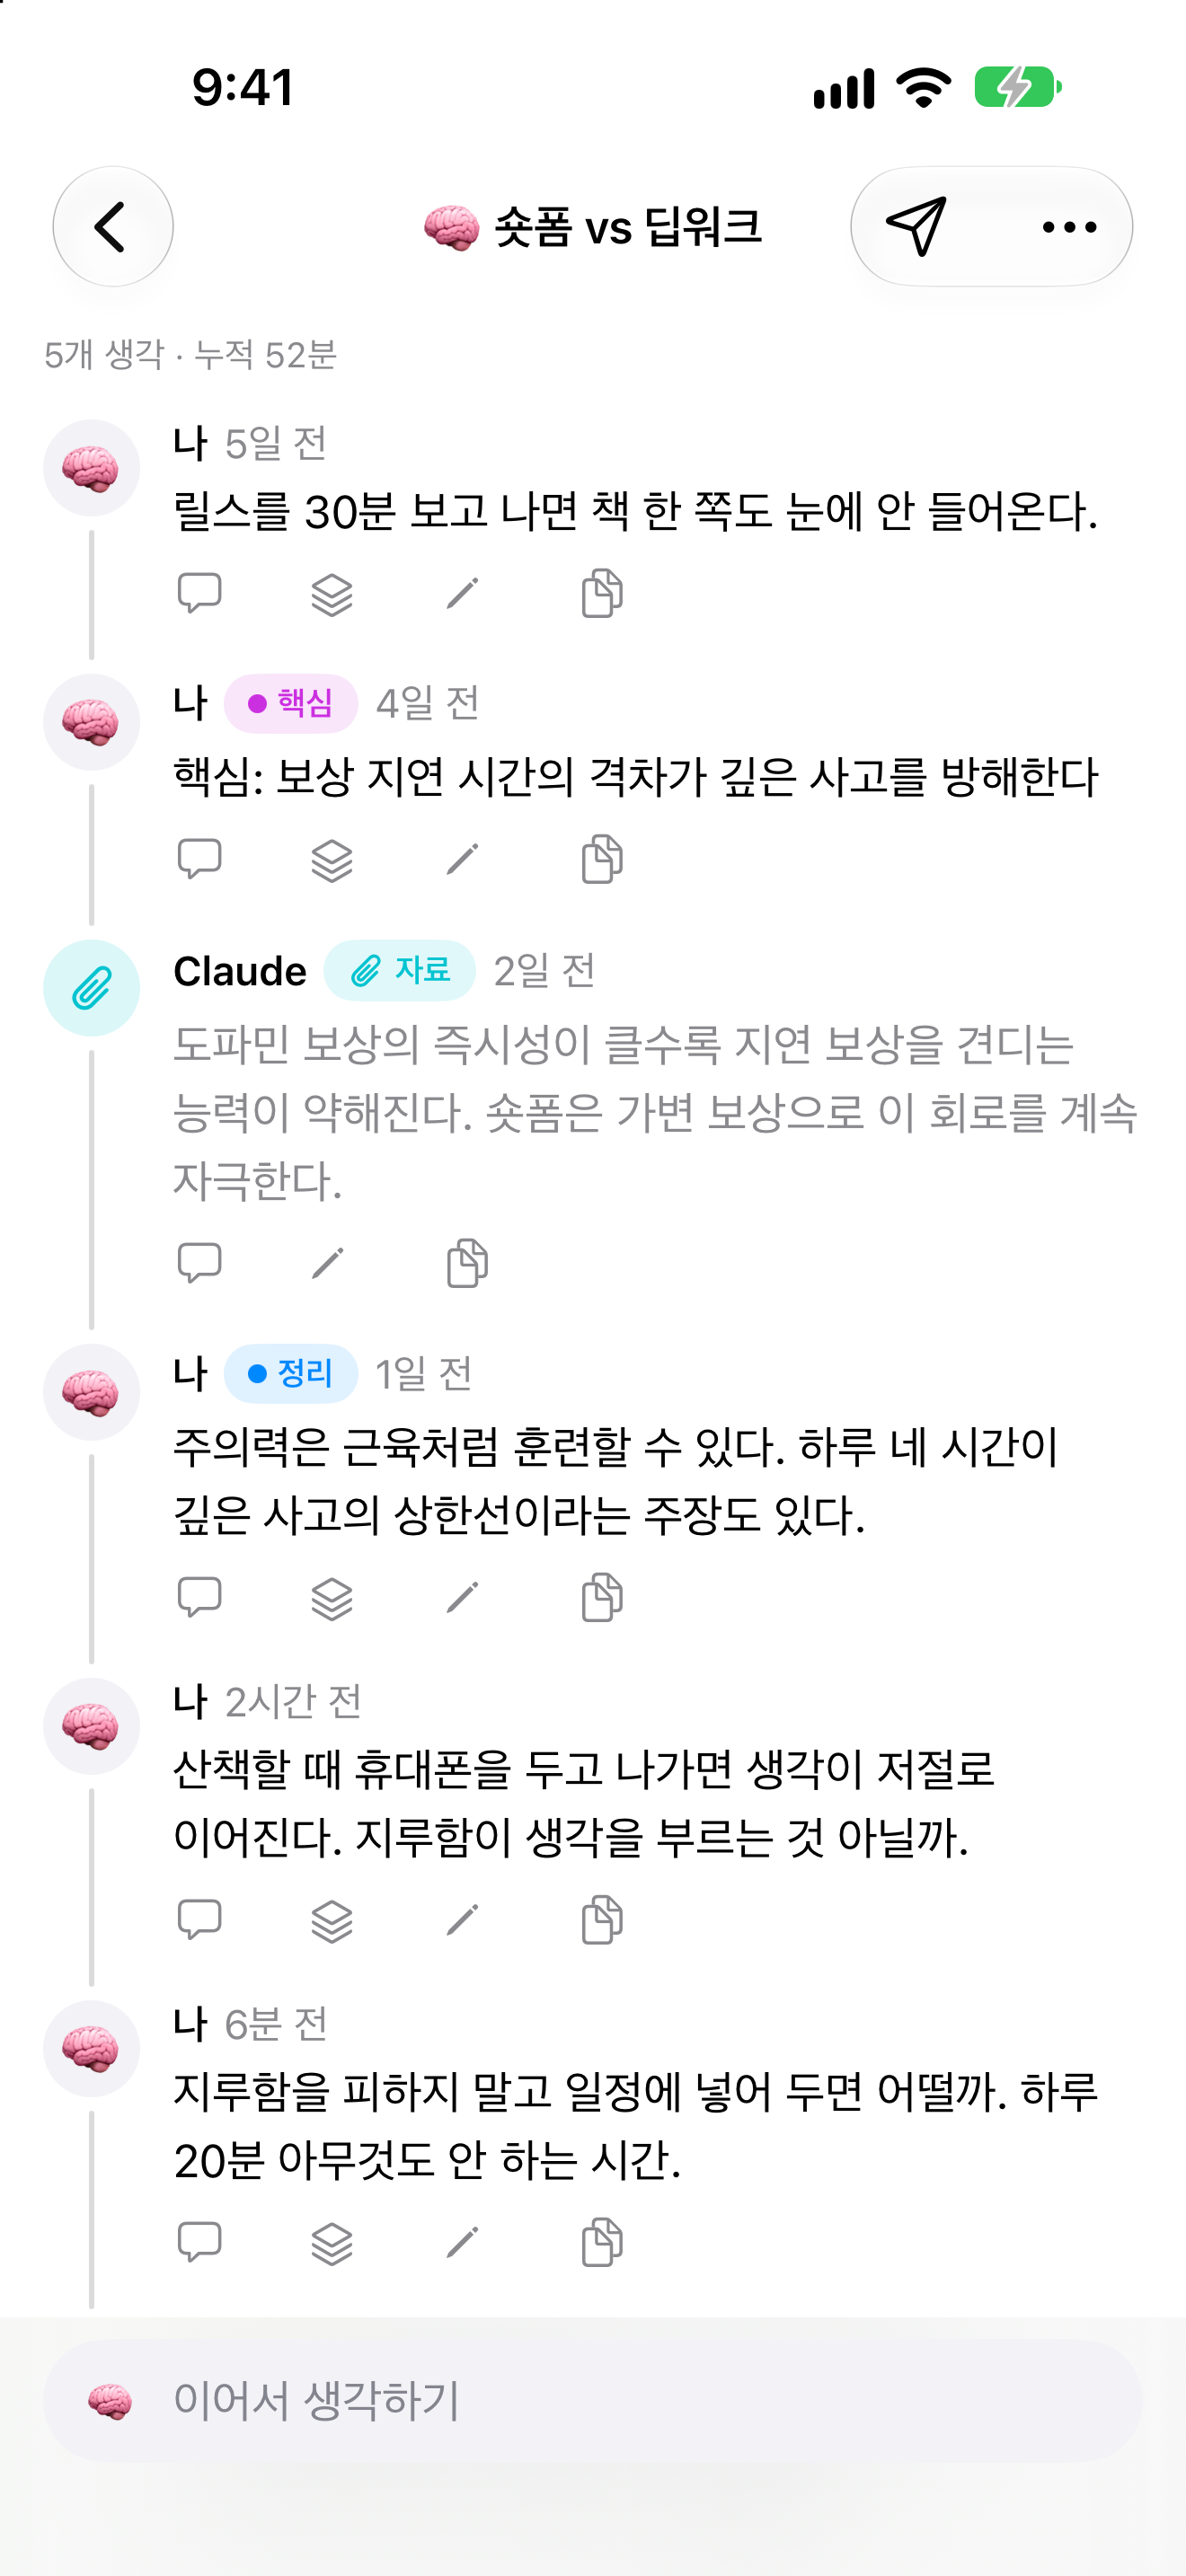 9:41
숏폼 vs 딥워크
5개 생각 · 누적 52분
나 5일 전
릴스를 30분 보고 나면 책 한 쪽도 눈에 안 들어온다.
나 핵심 4일 전
핵심: 보상 지연 시간의 격차가 깊은 사고를 방해한다
Claude 자료 2일 전
도파민 보상의 즉시성이 클수록 지연 보상을 견디는
능력이 약해진다. 숏폼은 가변 보상으로 이 회로를 계속
자극한다.
나 정리 1일 전
주의력은 근육처럼 훈련할 수 있다. 하루 네 시간이
깊은 사고의 상한선이라는 주장도 있다.
나 2시간 전
산책할 때 휴대폰을 두고 나가면 생각이 저절로
이어진다. 지루함이 생각을 부르는 것 아닐까.
나 6분 전
지루함을 피하지 말고 일정에 넣어 두면 어떨까. 하루
20분 아무것도 안 하는 시간.
이어서 생각하기